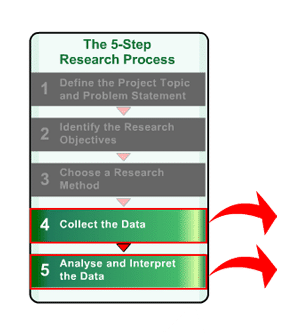 The 5-Step
Research Process
1 Define the Project Topic
and Problem Statement
2 Identify the Research
Objectives
3 Choose a Research
Method
4 Collect the Data
5 Analyse and Interpret
the Data